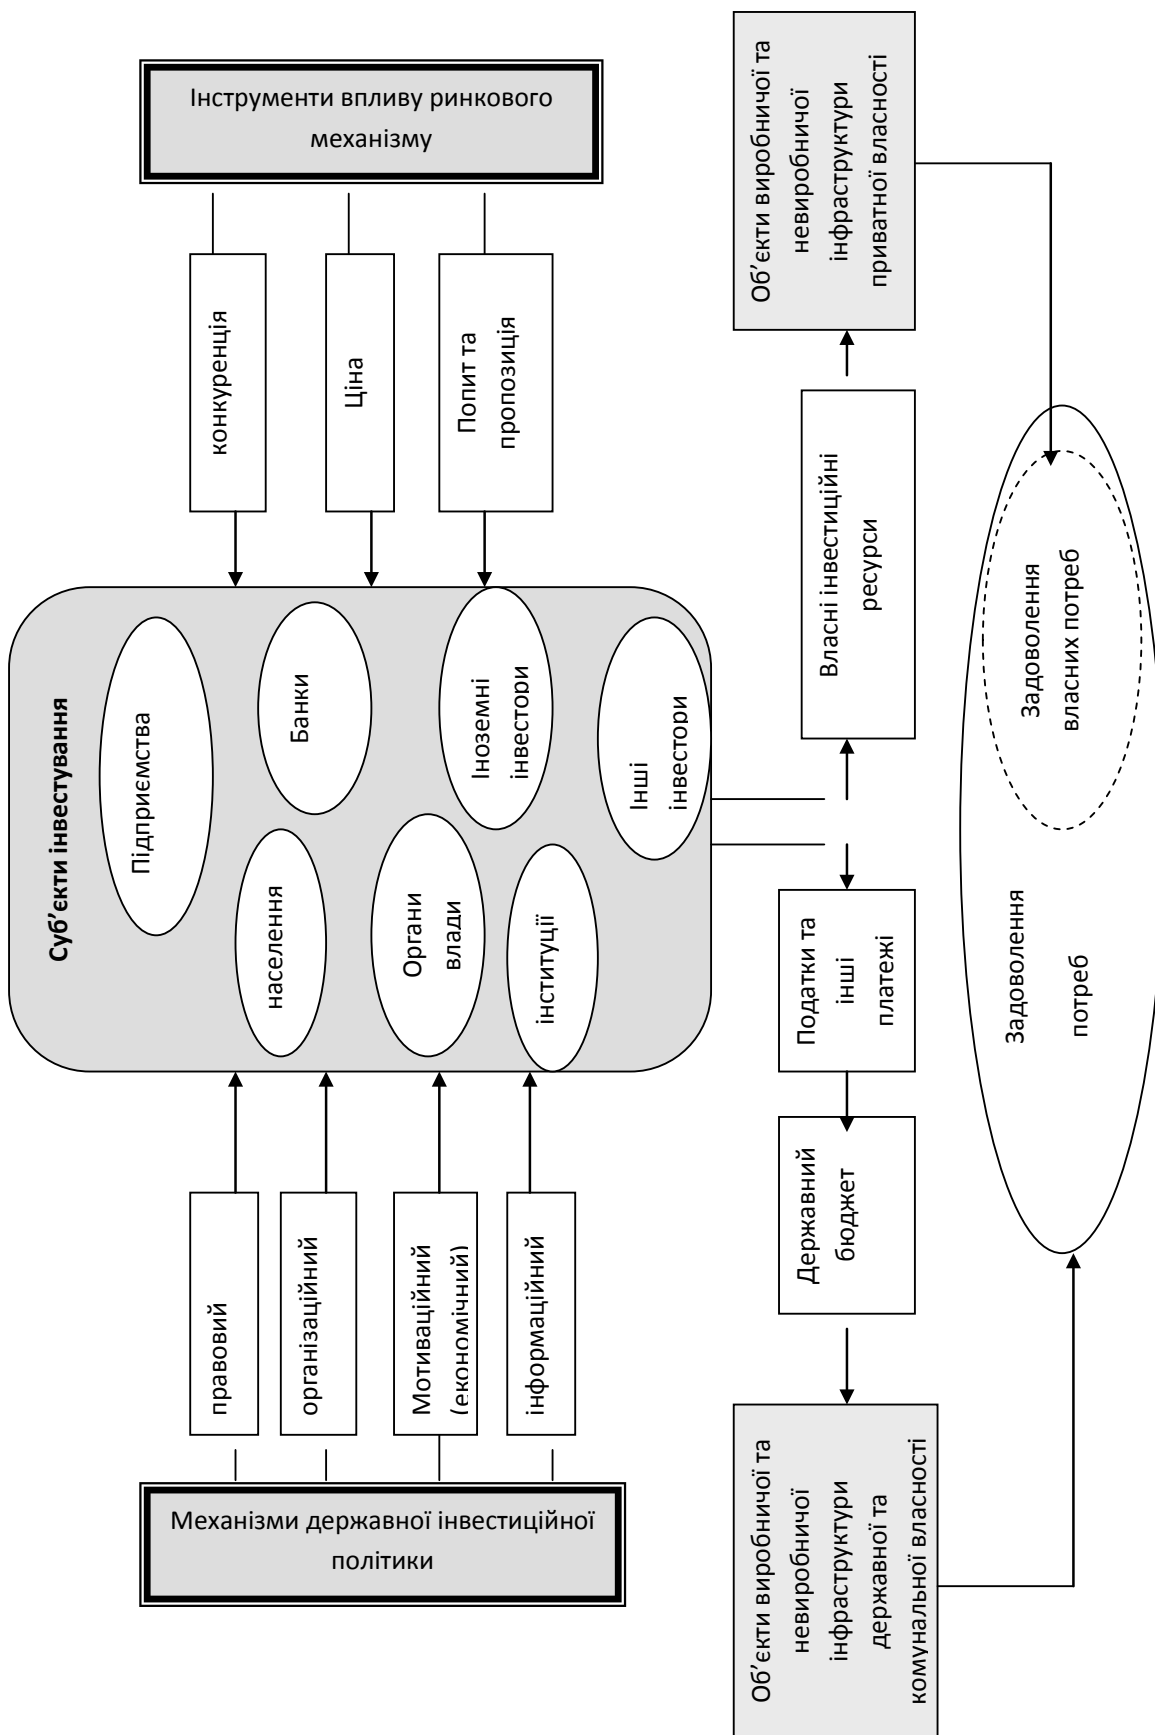 Інструменти впливу ринкового
механізму
конкуренція
Ціна
Попит та
пропозиція
Суб’єкти інвестування
Підприємства
Банки
Іноземні
інвестори
Інші
інвестори
населення
Органи
влади
інституції
правовий
організаційний
Мотиваційний
(економічний)
інформаційний
Механізми державної інвестиційної
політики
Об’єкти виробничої та
невиробничої
інфраструктури
приватної власності
Власні інвестиційні
ресурси
Податки та
інші
платежі
Державний
бюджет
Об’єкти виробничої та
невиробничої
інфраструктури
державної та
комунальної власності
Задоволення
власних потреб
Задоволення
потреб